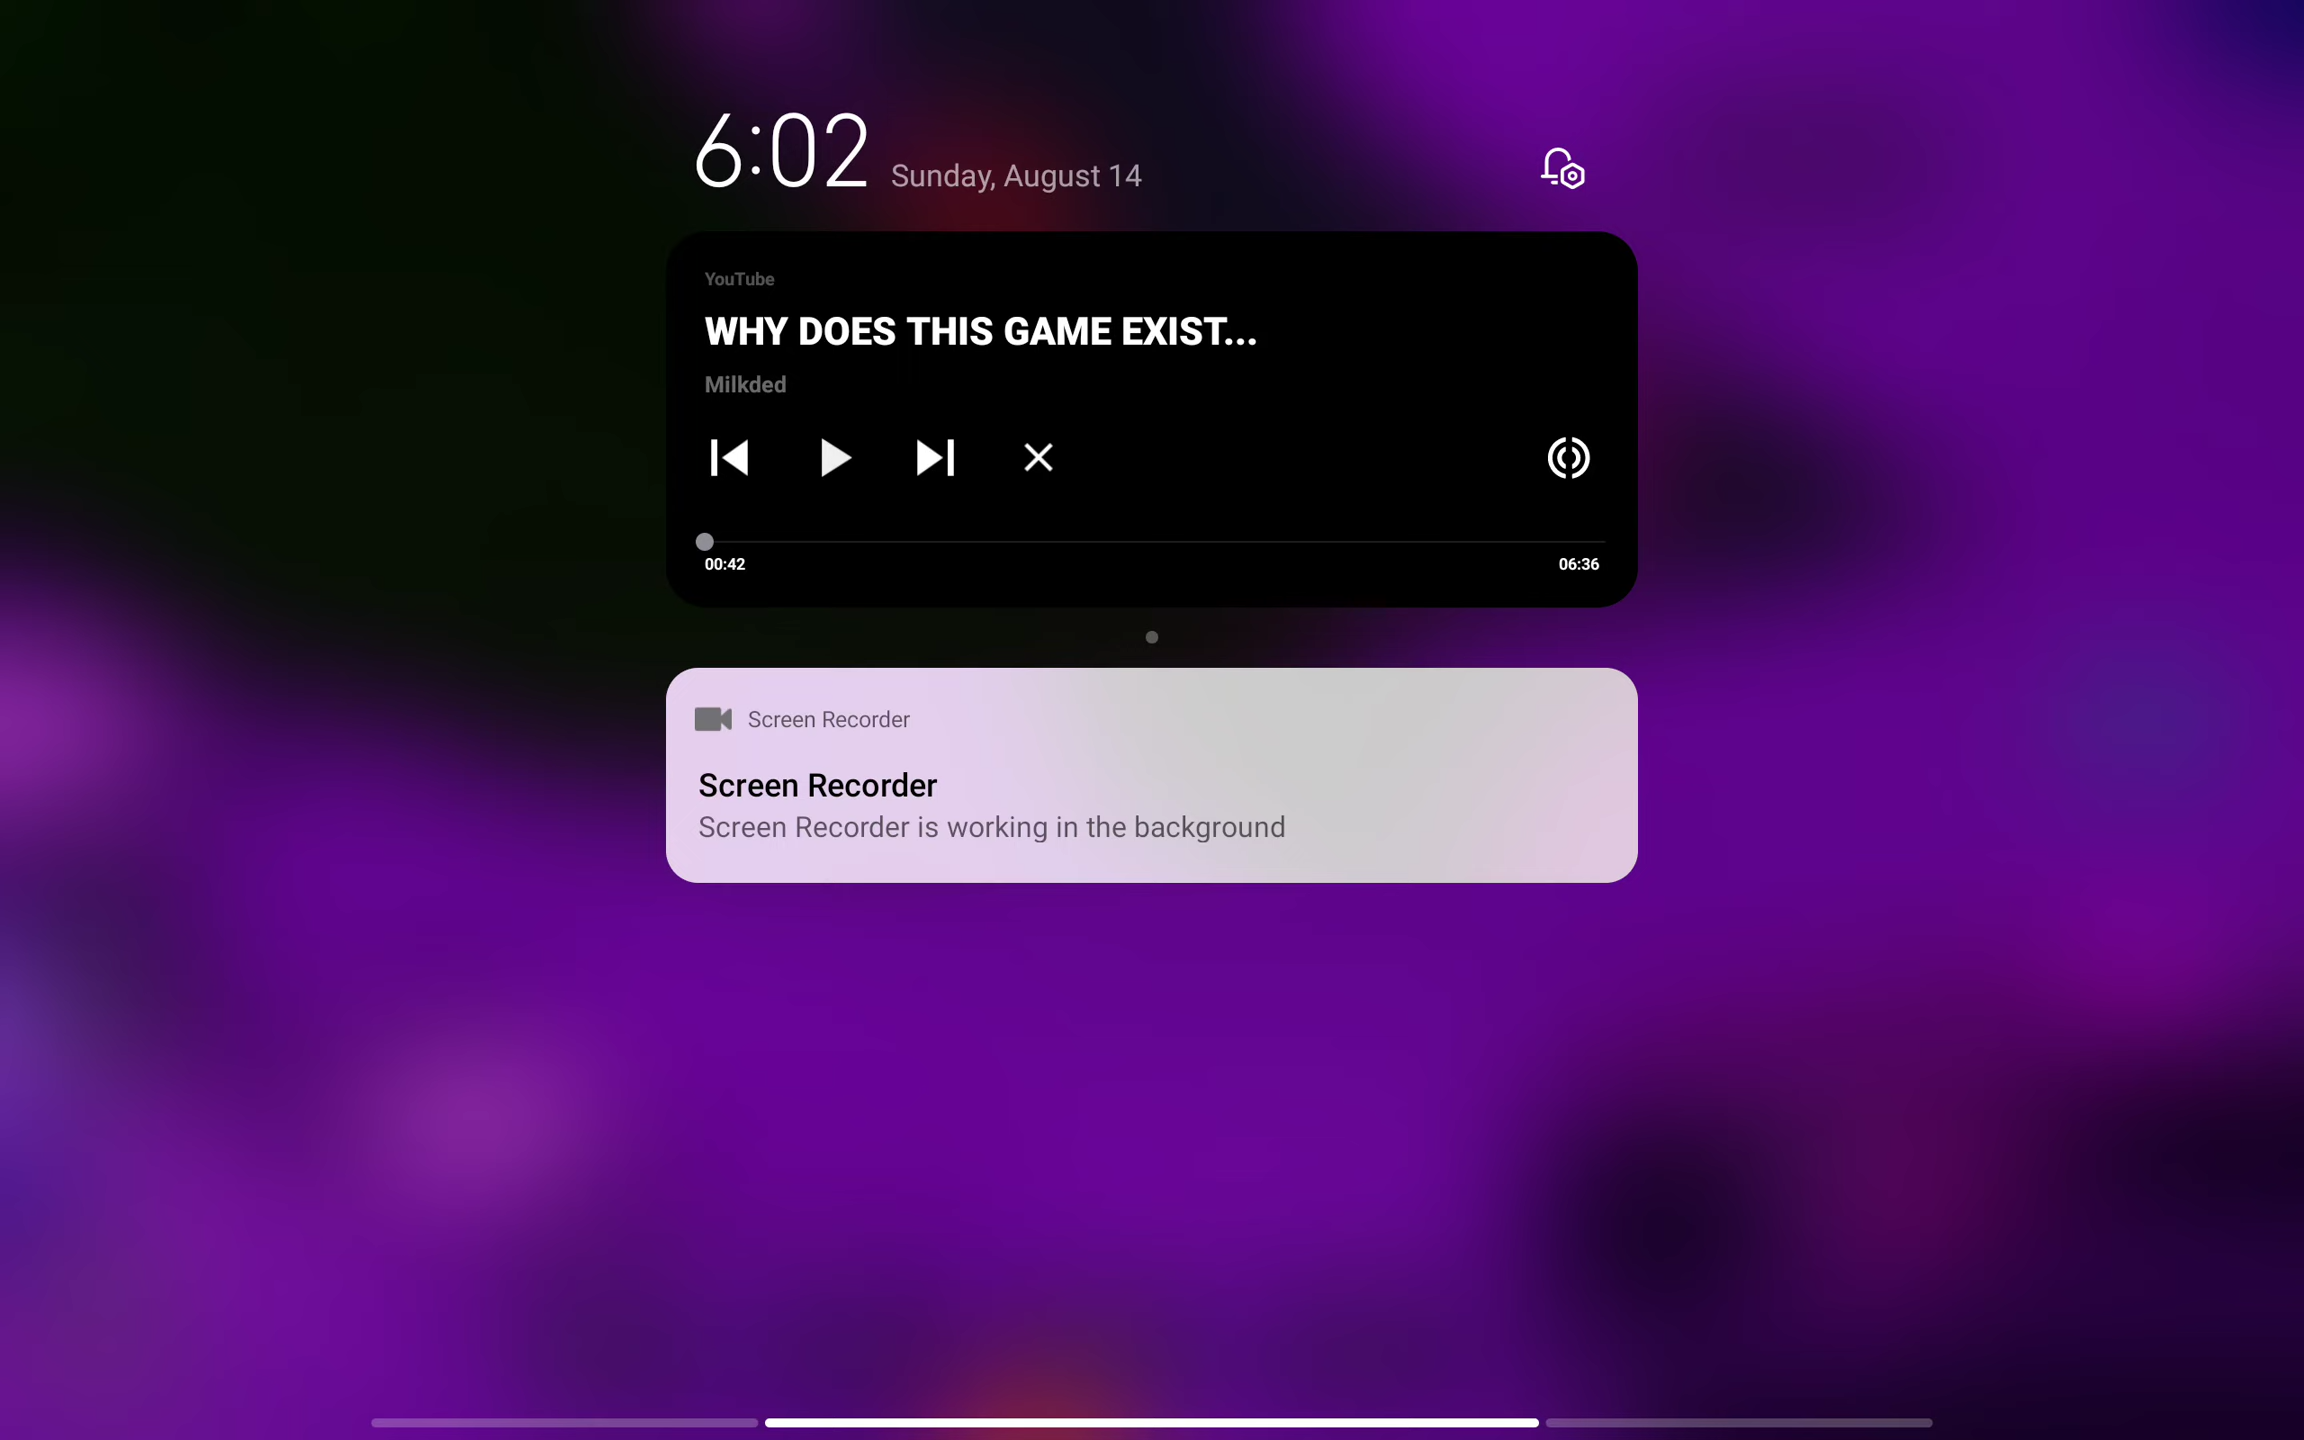 6:02 Sunday, August 14
YouTube
WHY DOES THIS GAME EXIST...
Milkded
00:42 06:36
Screen Recorder
Screen Recorder
Screen Recorder is working in the background